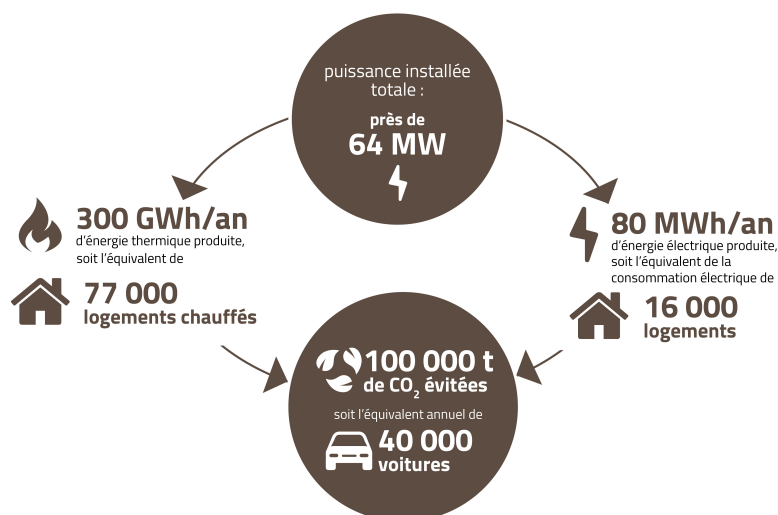 puissance installée
totale :
près de
64 MW
300 GWh/an
d’énergie thermique produite,
soit l’équivalent de
77 000
logements chauffés
80 MWh/an
d’énergie électrique produite,
soit l’équivalent de la
consommation électrique de
16 000
logements
100 000 t
de CO₂ évitées
soit l’équivalent annuel de
40 000
voitures